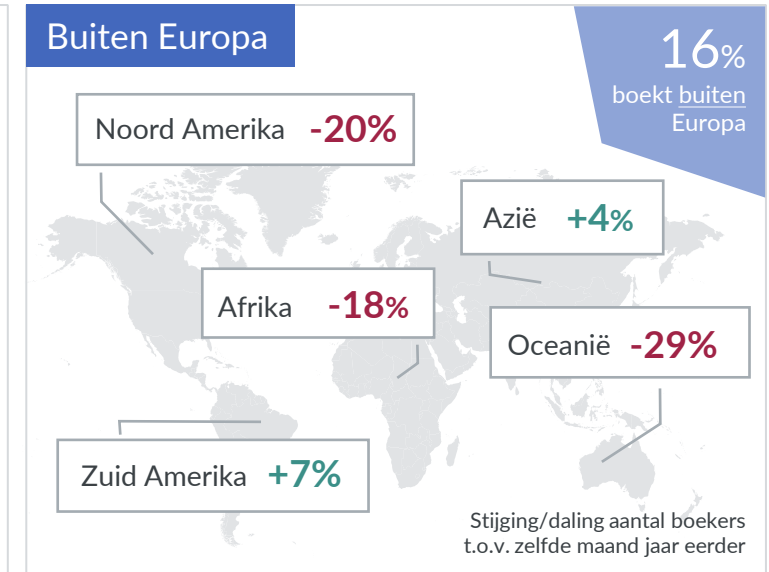 Buiten Europa
16%
boekt buiten
Europa
Noord Amerika -20%
Azië +4%
Afrika -18%
Oceanië -29%
Zuid Amerika +7%
Stijging/daling aantal boekers
t.o.v. zelfde maand jaar eerder